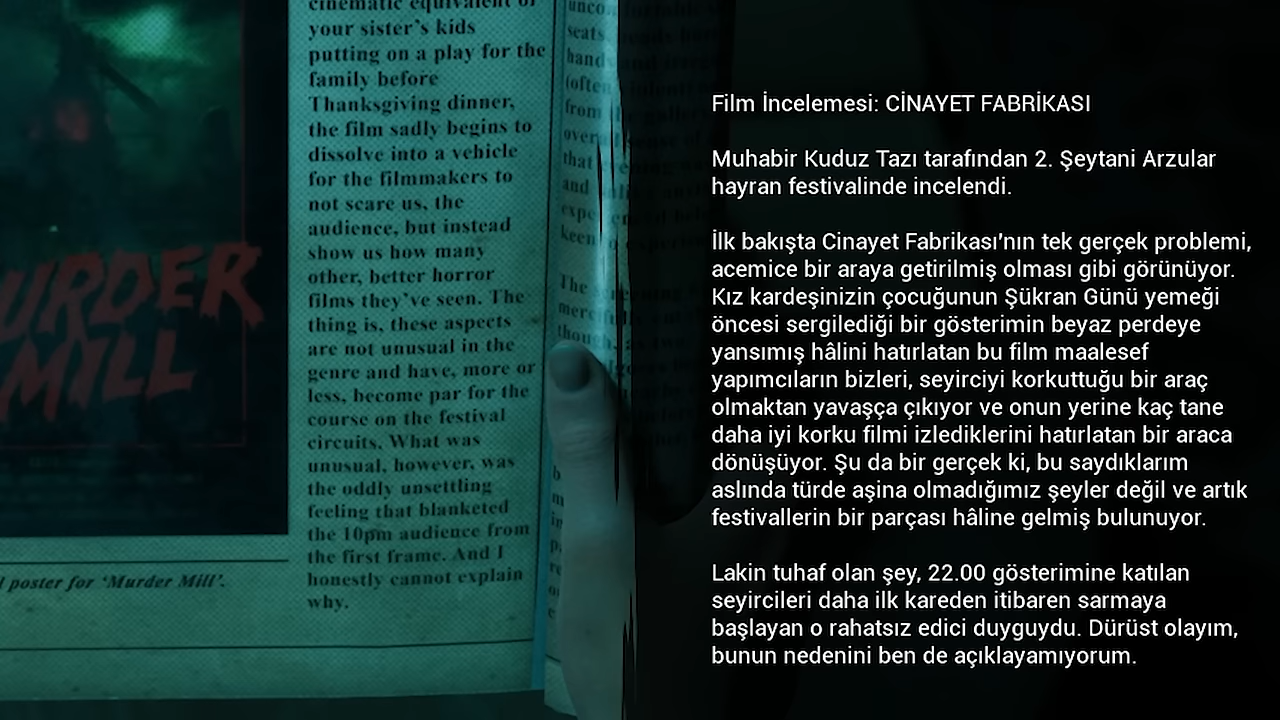 cinematic equivalent of
your sister's kids
putting on a play for the
family before
Thanksgiving dinner,
the film sadly begins to
dissolve into a vehicle
for the filmmakers to
not scare us, the
audience, but instead
show us how many
other, better horror
films they've seen. The
thing is, these aspects
are not unusual in the
genre and have, more or
less, become par for the
course on the festival
circuits. What was
unusual, however, was
the oddly unsettling
feeling that blanketed
the 10pm audience from
the first frame. And I
honestly cannot explain
why.
URDER
MILL
poster for 'Murder Mill'.
seats
hand
(often
from
over
that
and
keen
The
though,
Film İncelemesi: CİNAYET FABRİKASI
Muhabir Kuduz Tazı tarafından 2. Şeytani Arzular
hayran festivalinde incelendi.
İlk bakışta Cinayet Fabrikası'nın tek gerçek problemi,
acemice bir araya getirilmiş olması gibi görünüyor.
Kız kardeşinizin çocuğunun Şükran Günü yemeği
öncesi sergilediği bir gösterimin beyaz perdeye
yansımış hâlini hatırlatan bu film maalesef
yapımcıların bizleri, seyirciyi korkuttuğu bir araç
olmaktan yavaşça çıkıyor ve onun yerine kaç tane
daha iyi korku filmi izlediklerini hatırlatan bir araca
dönüşüyor. Şu da bir gerçek ki, bu saydıklarım
aslında türde aşina olmadığımız şeyler değil ve artık
festivallerin bir parçası hâline gelmiş bulunuyor.
Lakin tuhaf olan şey, 22.00 gösterimine katılan
seyircileri daha ilk kareden itibaren sarmaya
başlayan o rahatsız edici duyguydu. Dürüst olayım,
bunun nedenini ben de açıklayamıyorum.